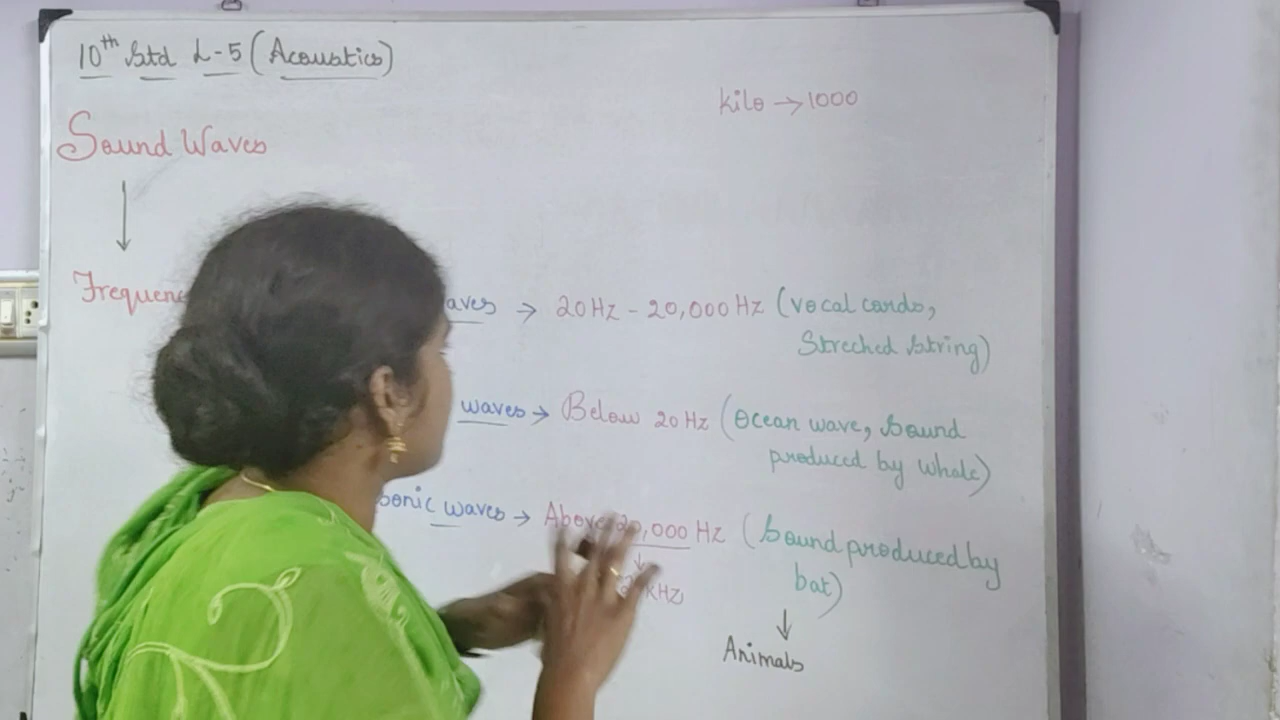 10th Std L-5 (Acoustics)
kilo → 1000
Sound Waves
↓
Frequenc
aves → 20 Hz - 20,000 Hz (vocal cords,
Streched string)
waves → Below 20 Hz (Ocean wave, Sound
produced by whale)
sonic waves → Above 20,000 Hz (Sound produced by
bat)
↓
KHz
↓
Animals